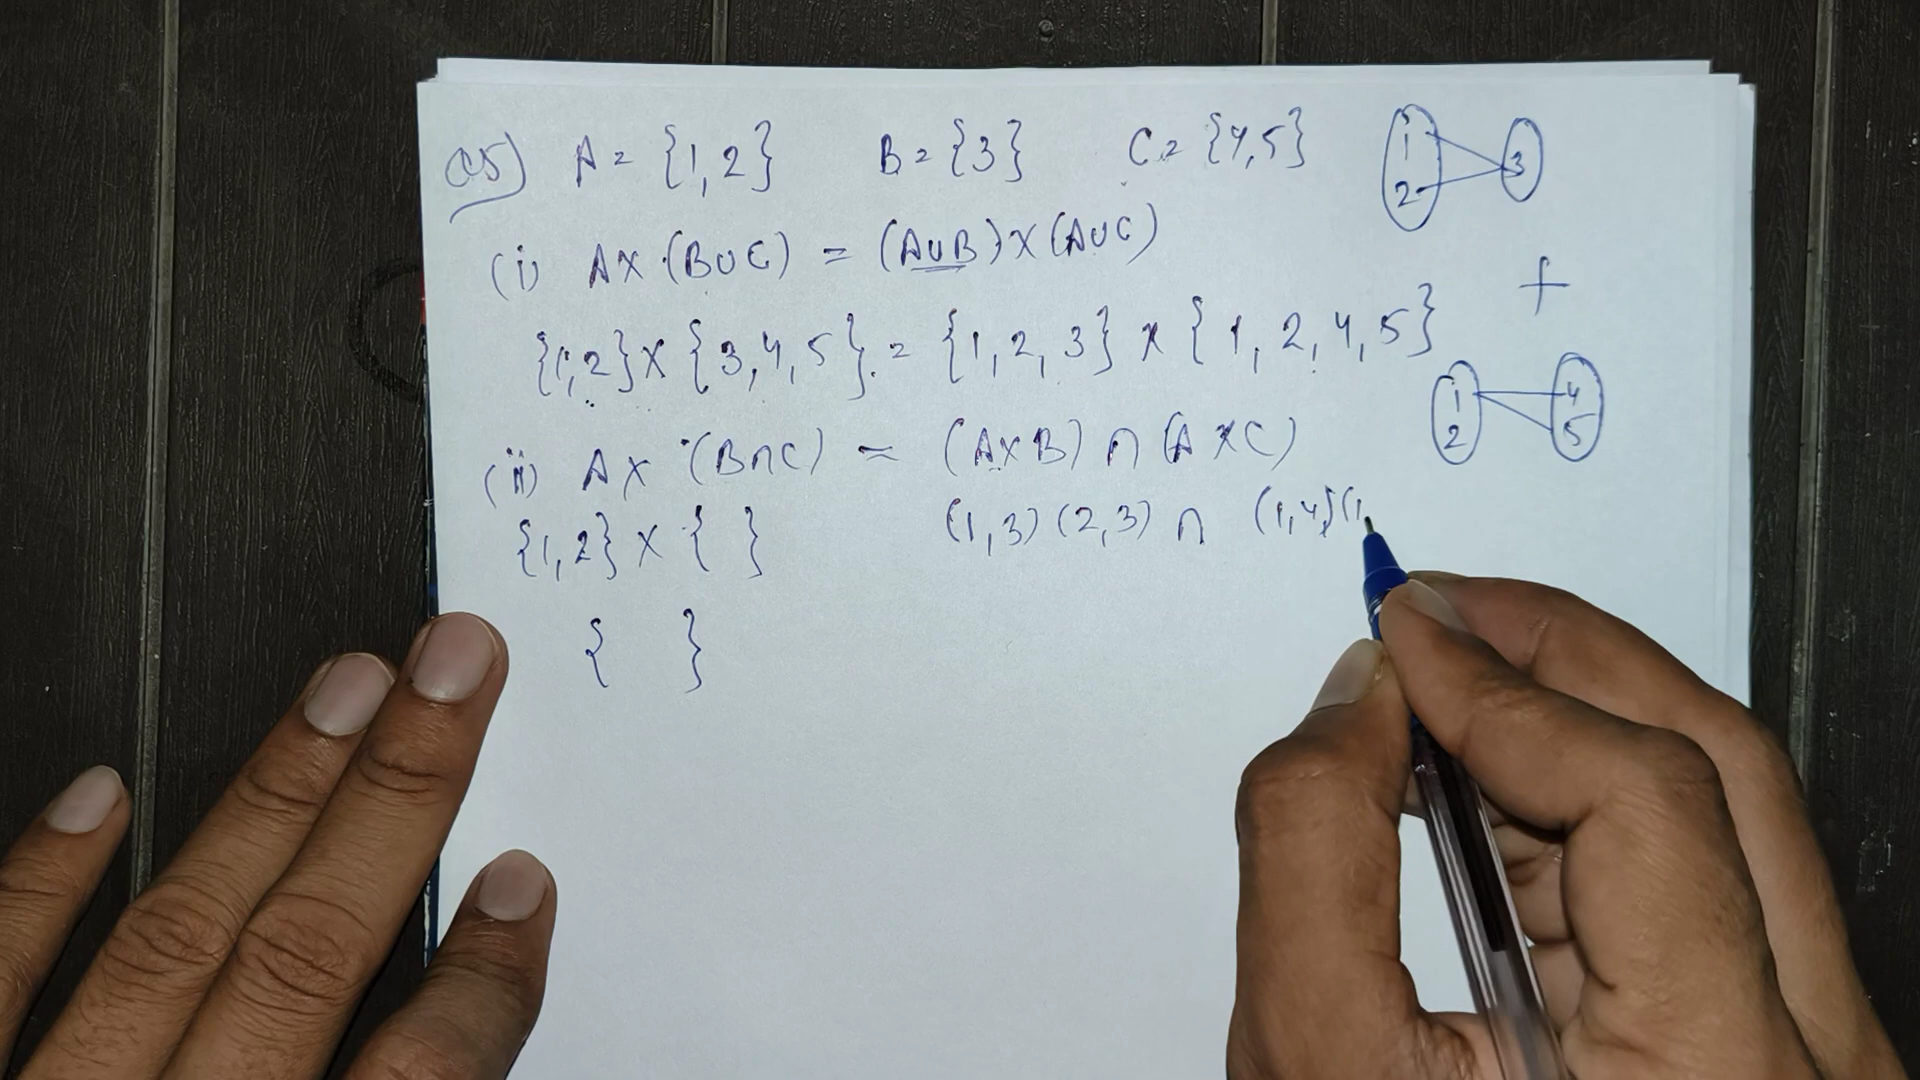 Q5) A = {1,2} B = {3} C = {4,5}
(i) A × (B∪C) = (A∪B) × (A∪C)
{1,2} × {3,4,5} = {1,2,3} × {1,2,4,5}
(ii) A × (B∩C) = (A×B) ∩ (A×C)
{1,2} × { } (1,3) (2,3) ∩ (1,4) (1,
{ }
1 2 3
+
1 2 4 5